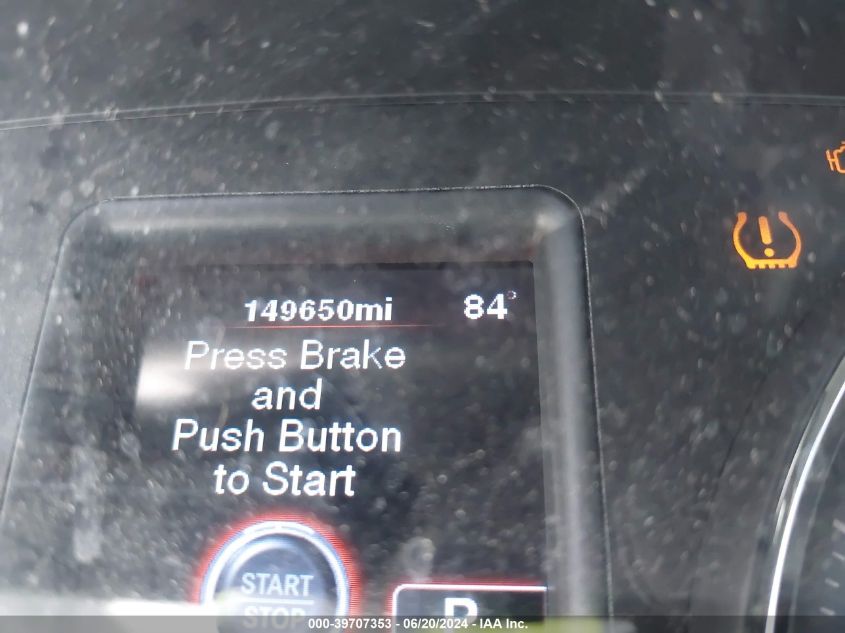 149650mi 84°
Press Brake
and
Push Button
to Start
START
STOP
P
000-39707353 - 06/20/2024 - IAA Inc.